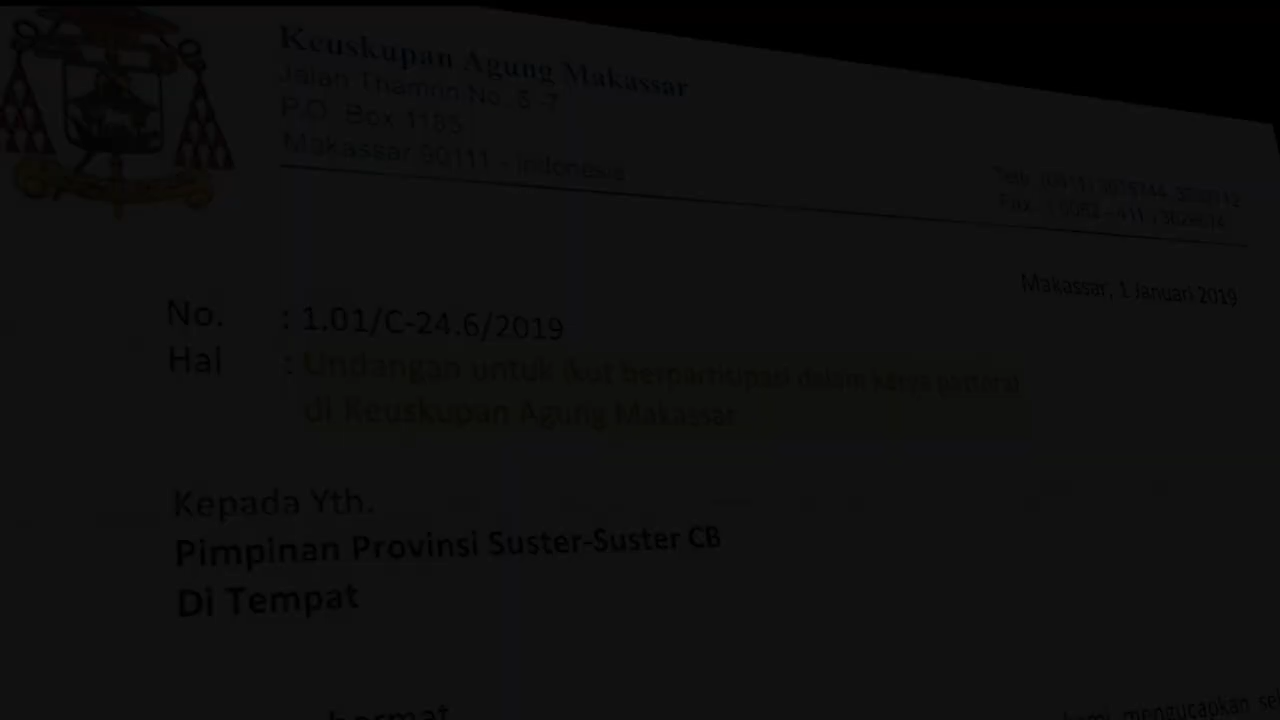 Keuskupan Agung Makassar
Jalan Thamrin No. 5-7
P.O. Box 1185
Makassar 90111 - Indonesia
Makassar, 1 Januari 2019
No. : 1.01/C-24.6/2019
Hal : Undangan untuk ikut berpartisipasi dalam karya pastoral
di Keuskupan Agung Makassar
Kepada Yth.
Pimpinan Provinsi Suster-Suster CB
Di Tempat
hormat
mengucapkan